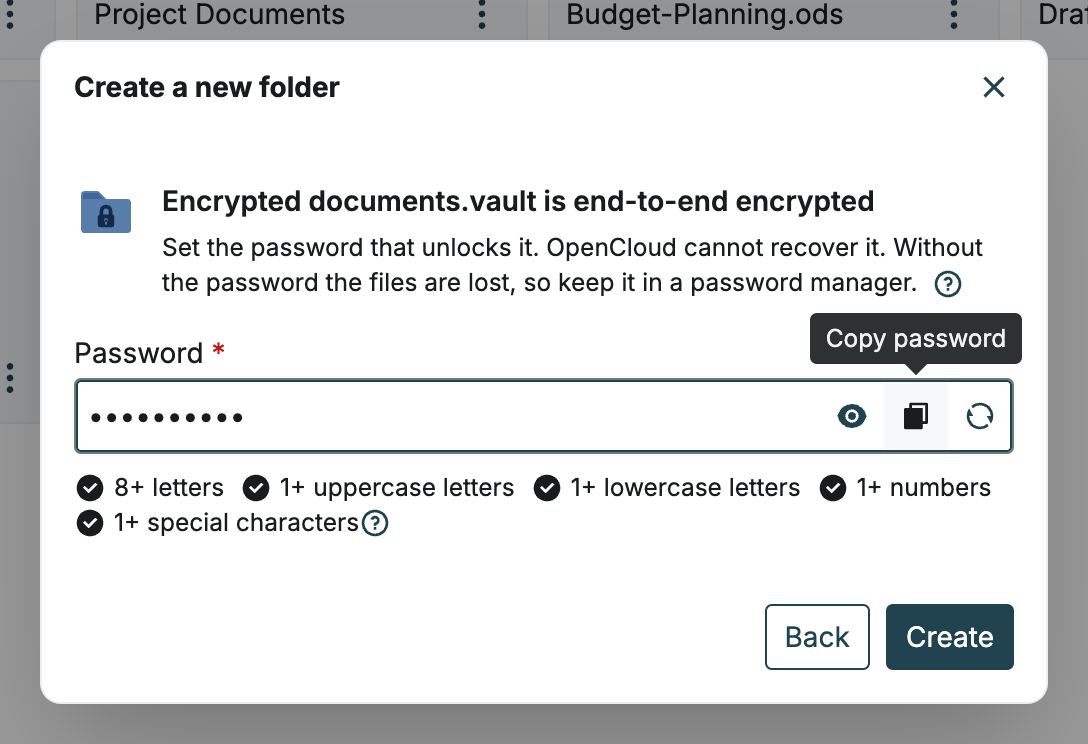 Project Documents
Budget-Planning.ods
Create a new folder
Encrypted documents.vault is end-to-end encrypted
Set the password that unlocks it. OpenCloud cannot recover it. Without
the password the files are lost, so keep it in a password manager.
Copy password
Password *
8+ letters 1+ uppercase letters 1+ lowercase letters 1+ numbers
1+ special characters
Back Create